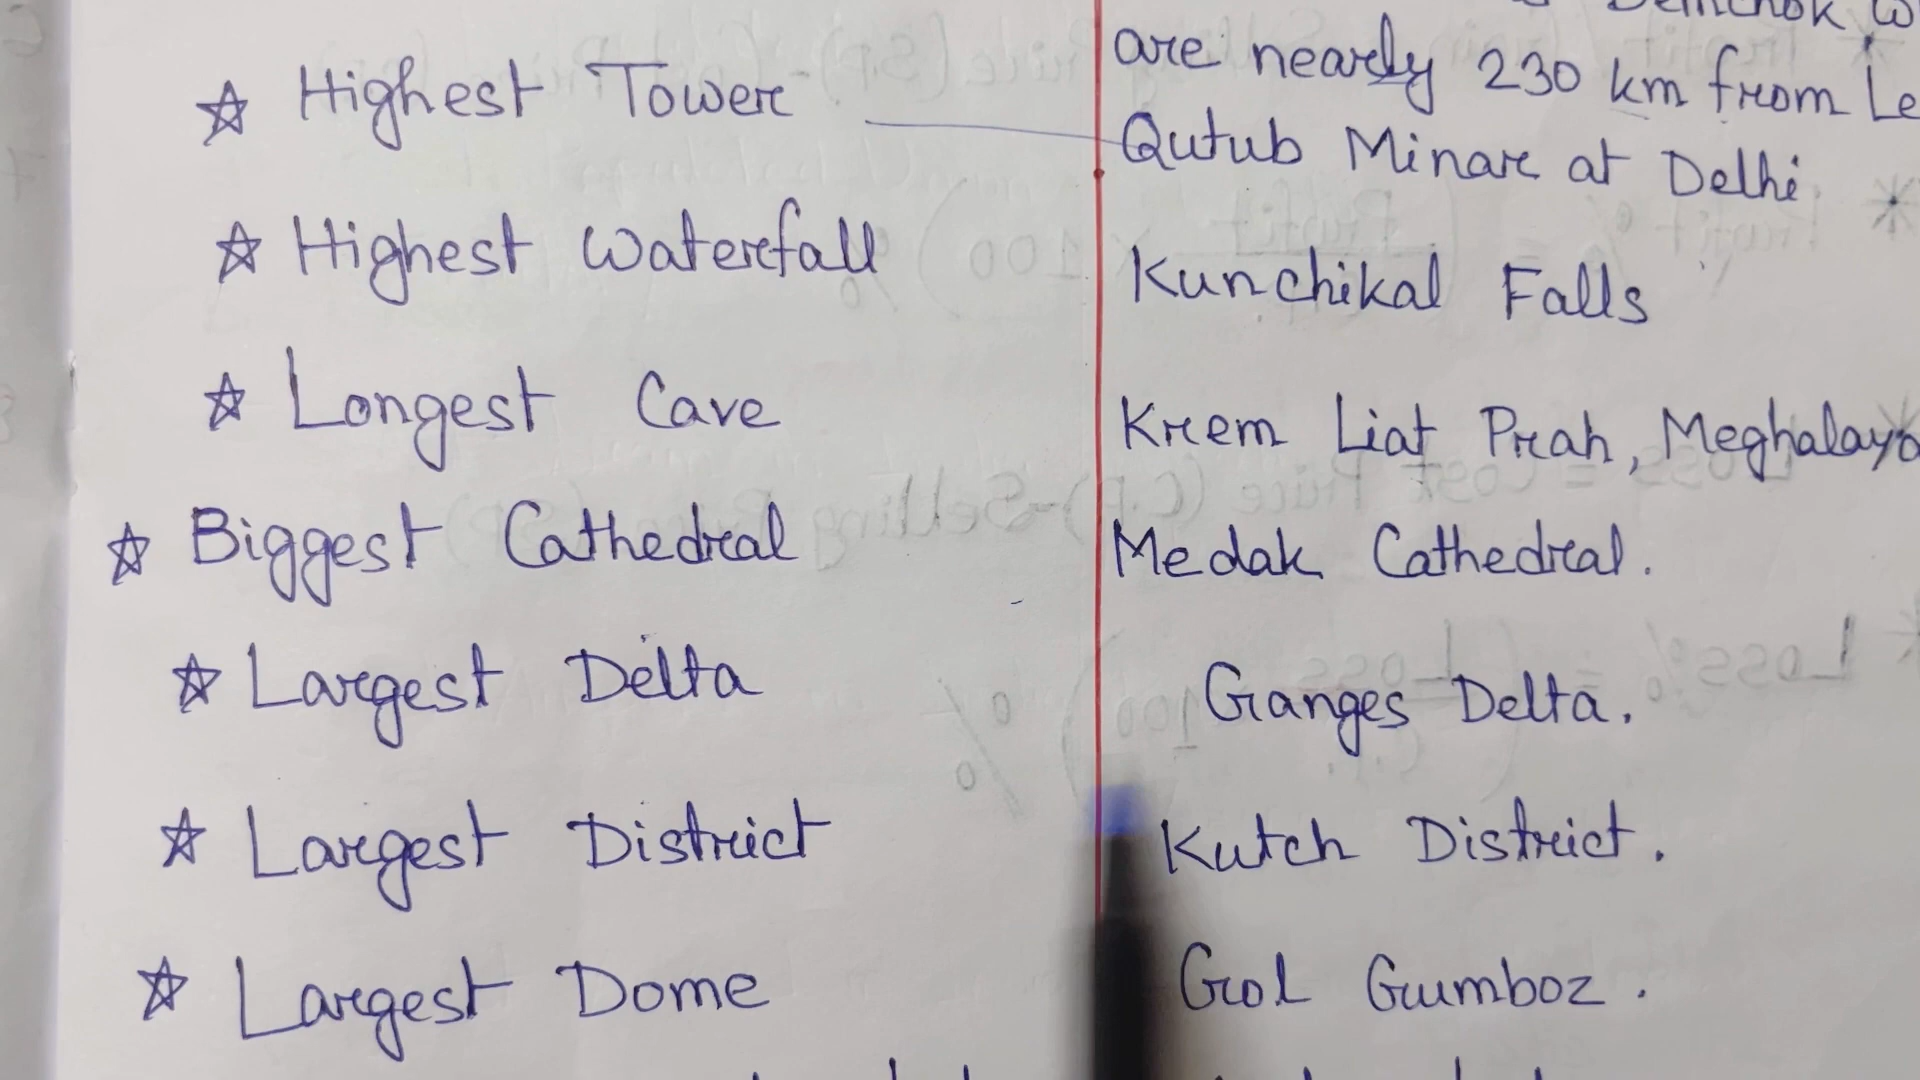 are nearly 230 km from Le
☆ Highest Tower Qutub Minar at Delhi
☆ Highest Waterfall Kunchikal Falls
☆ Longest Cave Krem Liat Prah, Meghalaya
☆ Biggest Cathedral Medak Cathedral.
☆ Largest Delta Ganges Delta.
☆ Largest District Kutch District.
☆ Largest Dome Gol Gumboz.